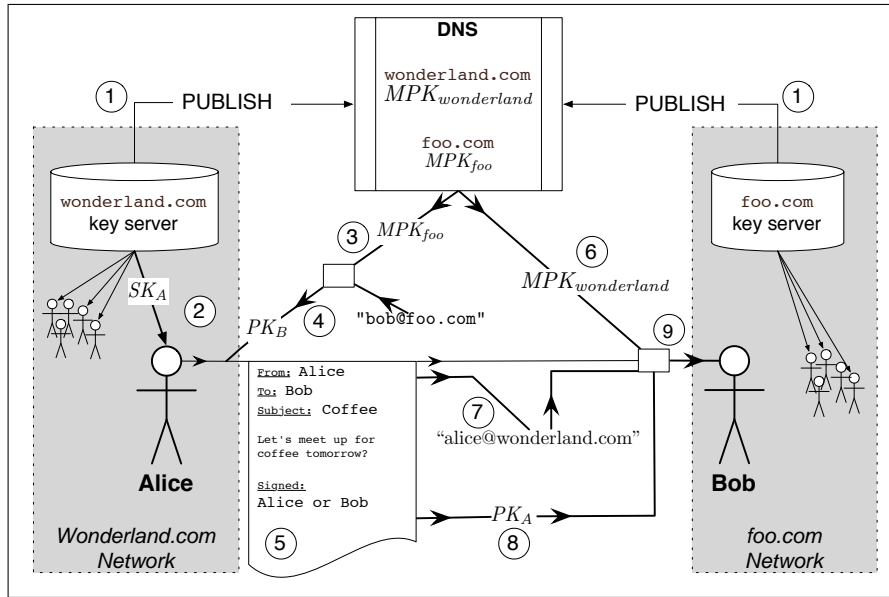 DNS
wonderland.com
MPK_wonderland
foo.com
MPK_foo
1
PUBLISH
PUBLISH
1
wonderland.com
key server
foo.com
key server
3
MPK_foo
6
MPK_wonderland
SK_A
2
PK_B
4
"bob@foo.com"
9
From: Alice
To: Bob
Subject: Coffee
Let's meet up for
coffee tomorrow?
Signed:
Alice or Bob
5
7
“alice@wonderland.com”
PK_A
8
Alice
Bob
Wonderland.com
Network
foo.com
Network